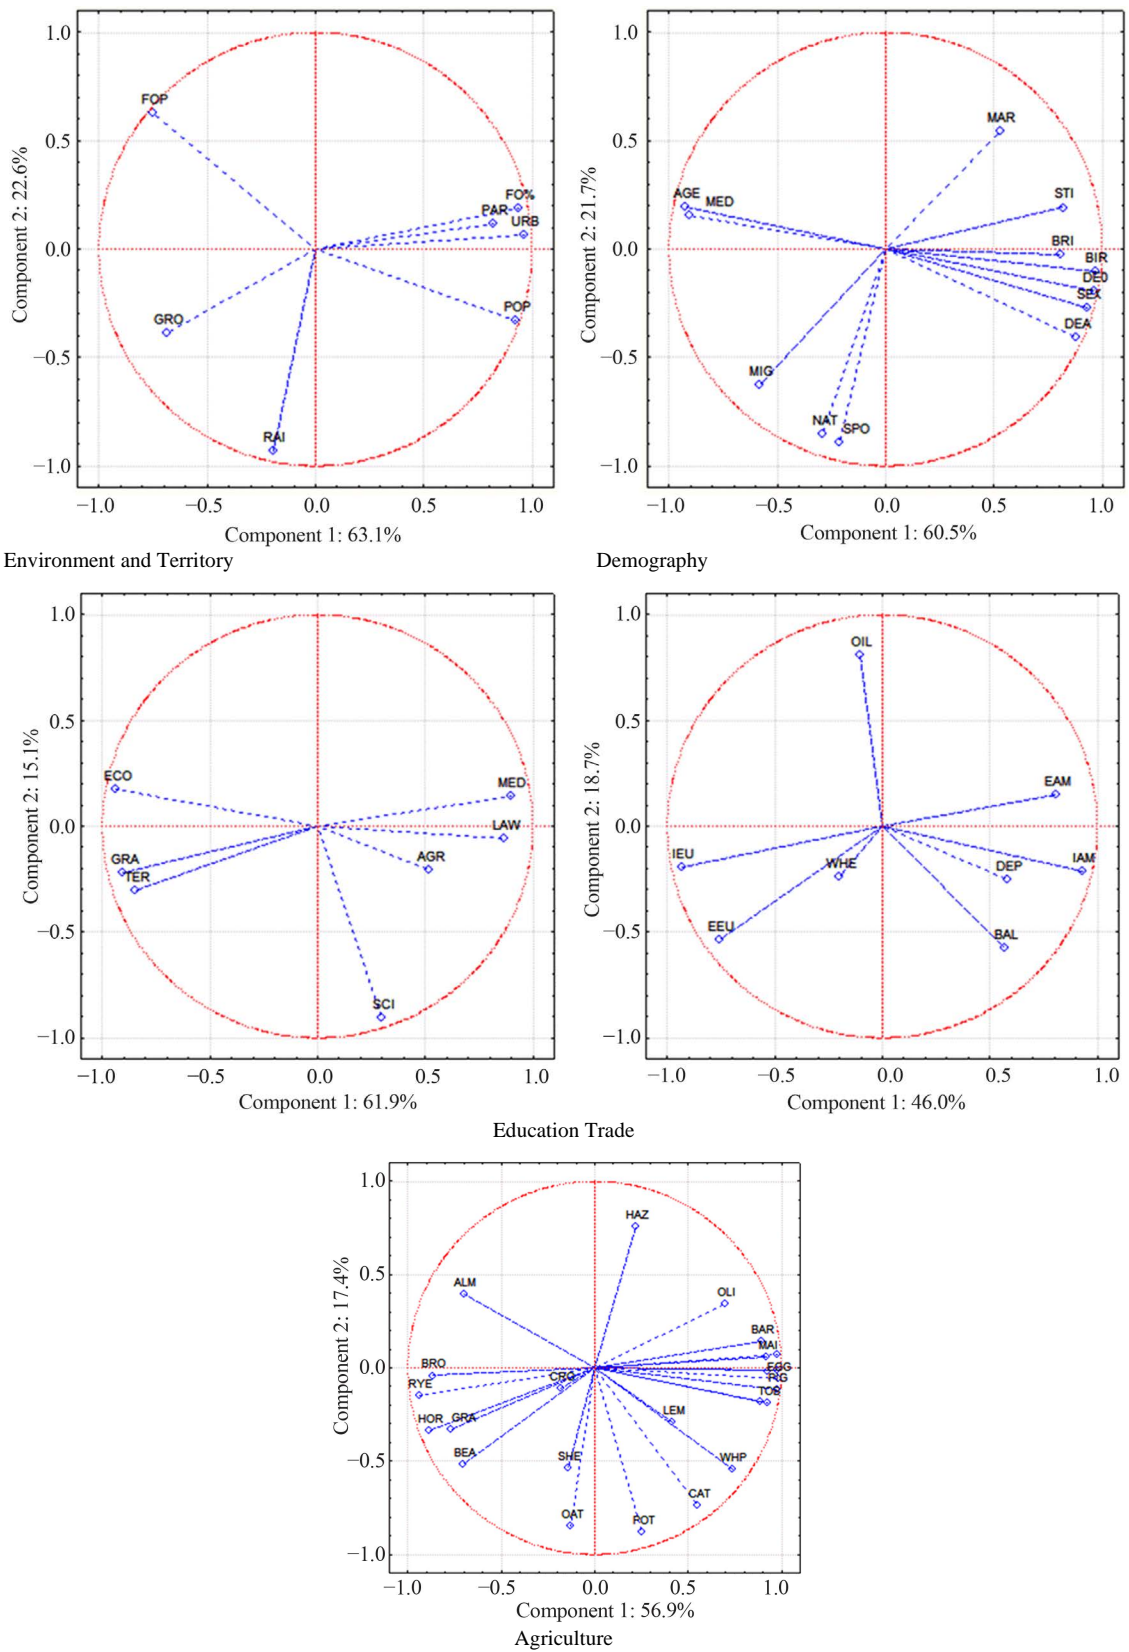 1.0
FOP
0.5
FO%
PAR
URB
0.0
POP
GRO
−0.5
RAI
−1.0
−1.0 −0.5 0.0 0.5 1.0
Component 2: 22.6%
Component 1: 63.1%
Environment and Territory
1.0
MAR
0.5
AGE
MED
STI
BRI
BIR
0.0
SEX
DEA
−0.5
MIG
NAT
SPO
−1.0
−1.0 −0.5 0.0 0.5 1.0
Component 2: 21.7%
Component 1: 60.5%
Demography
1.0
0.5
ECO
MED
LAW
0.0
GRA
TER
AGR
−0.5
SCI
−1.0
−1.0 −0.5 0.0 0.5 1.0
Component 2: 15.1%
Component 1: 61.9%
1.0
OIL
0.5
EAM
0.0
IEU
WHE
DEP
IAM
EEU
BAL
−0.5
−1.0
−1.0 −0.5 0.0 0.5 1.0
Component 2: 18.7%
Component 1: 46.0%
Education Trade
1.0
HAZ
0.5
ALM
OLI
BAR
MAI
0.0
BRO
RYE
CRO
HOR
GRA
LEM
BEA
SHE
WHP
−0.5
CAT
OAT
POT
−1.0
−1.0 −0.5 0.0 0.5 1.0
Component 2: 17.4%
Component 1: 56.9%
Agriculture